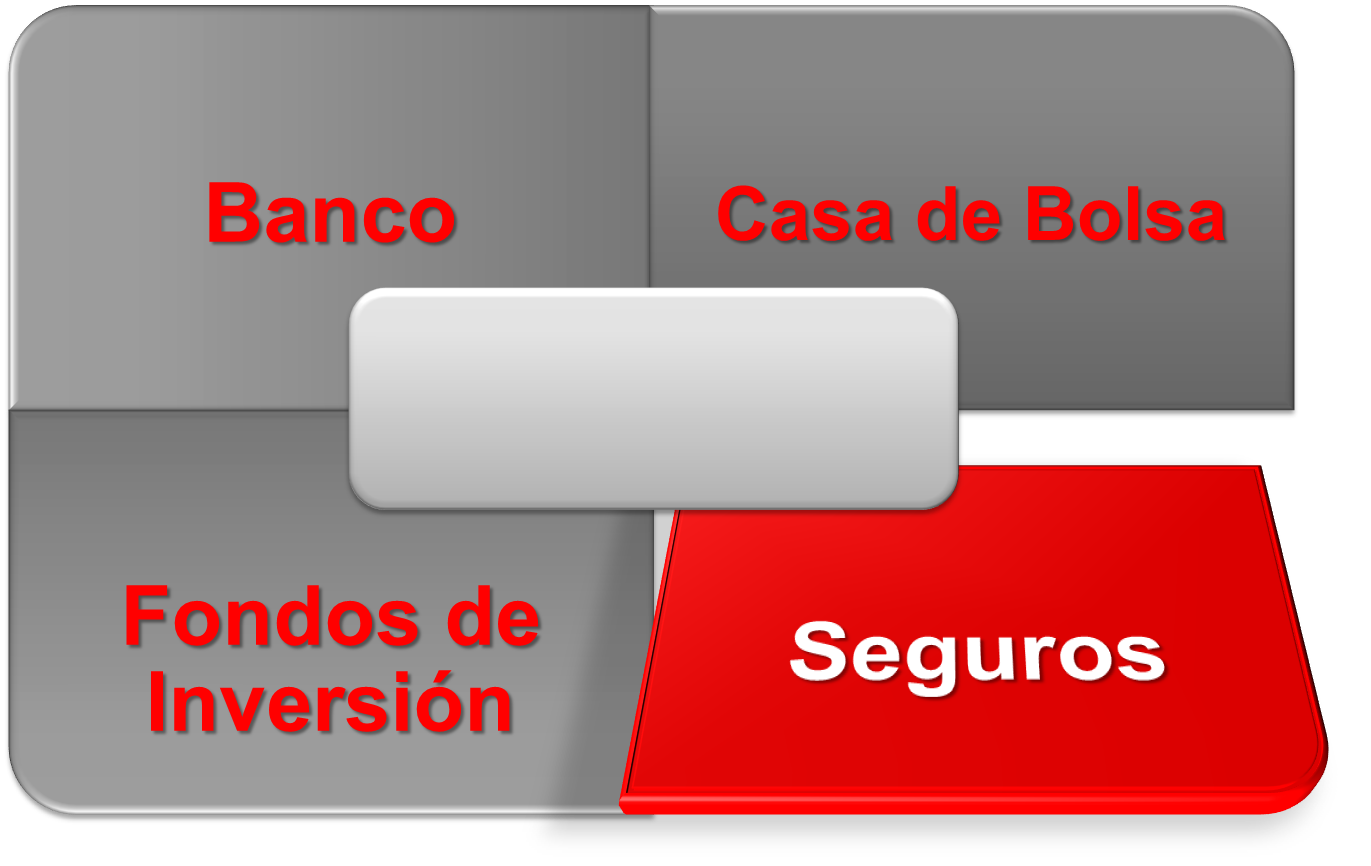 Banco
Casa de Bolsa
Fondos de
Inversión
Seguros